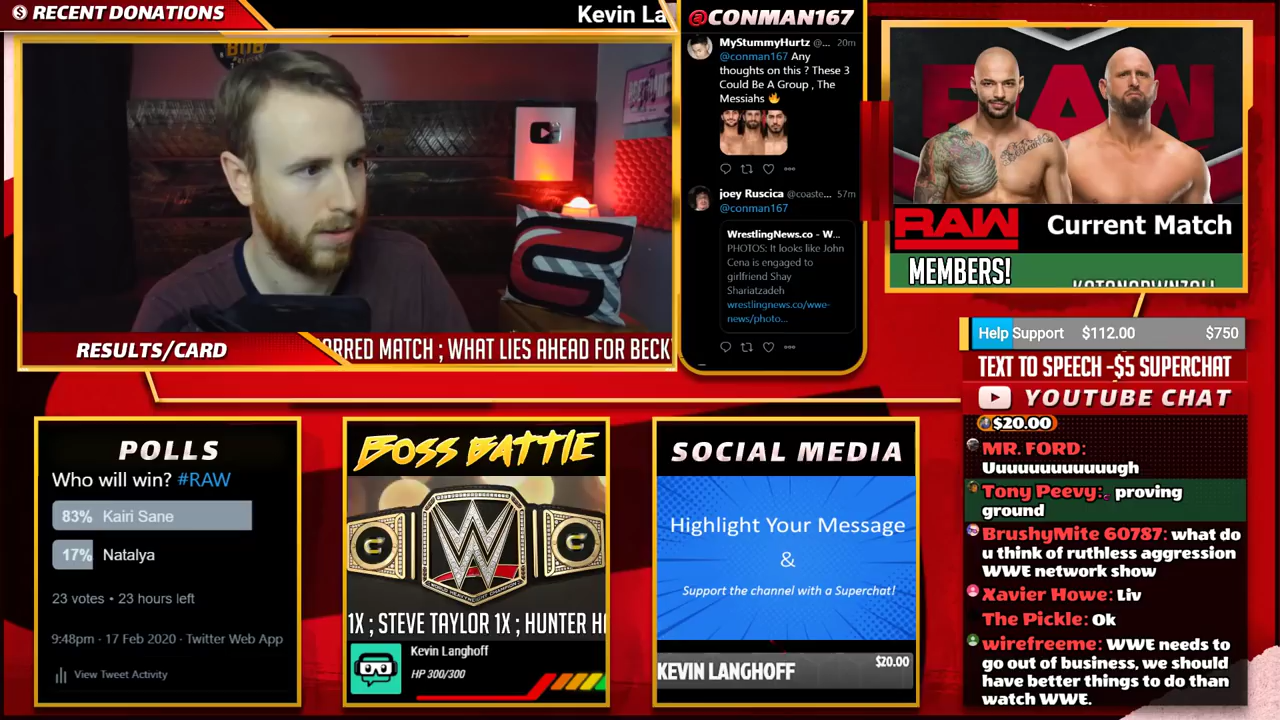 RECENT DONATIONS
Kevin La
@CONMAN167
MyStummyHurtz @... 20m
@conman167 Any
thoughts on this ? These 3
Could Be A Group , The
Messiahs 🔥
joey Ruscica @coaste... 57m
@conman167
WrestlingNews.co - W...
PHOTOS: It looks like John
Cena is engaged to
girlfriend Shay
Shariatzadeh
wrestlingnews.co/wwe-
news/photo...
RAW
RAW
Current Match
MEMBERS!
RESULTS/CARD
ORRED MATCH ; WHAT LIES AHEAD FOR BECK
Help Support $112.00 $750
TEXT TO SPEECH -$5 SUPERCHAT
YOUTUBE CHAT
$20.00
MR. FORD:
Uuuuuuuuuuuugh
Tony Peevy: proving
ground
BrushyMite 60787: what do
u think of ruthless aggression
WWE network show
Xavier Howe: Liv
The Pickle: Ok
wirefreeme: WWE needs to
go out of business, we should
have better things to do than
watch WWE.
POLLS
Who will win? #RAW
83% Kairi Sane
17% Natalya
23 votes • 23 hours left
9:48pm · 17 Feb 2020 · Twitter Web App
View Tweet Activity
BOSS BATTLE
1X ; STEVE TAYLOR 1X ; HUNTER H
Kevin Langhoff
HP 300/300
SOCIAL MEDIA
Highlight Your Message
&
Support the channel with a Superchat!
KEVIN LANGHOFF $20.00